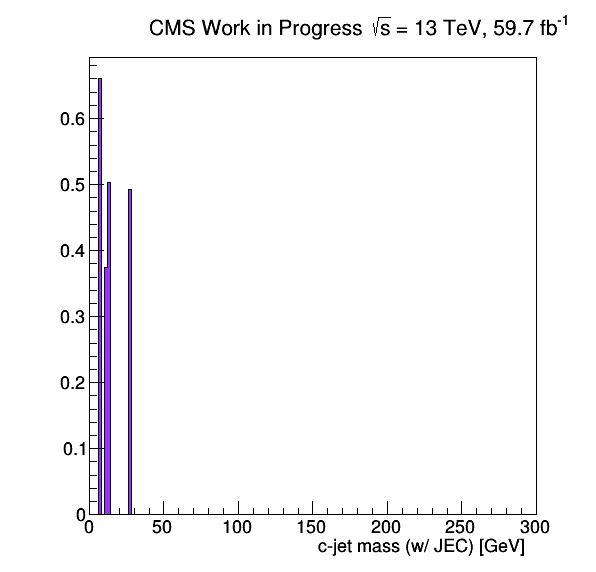 CMS Work in Progress √s = 13 TeV, 59.7 fb⁻¹
0.6
0.5
0.4
0.3
0.2
0.1
0
0 50 100 150 200 250 300
c-jet mass (w/ JEC) [GeV]